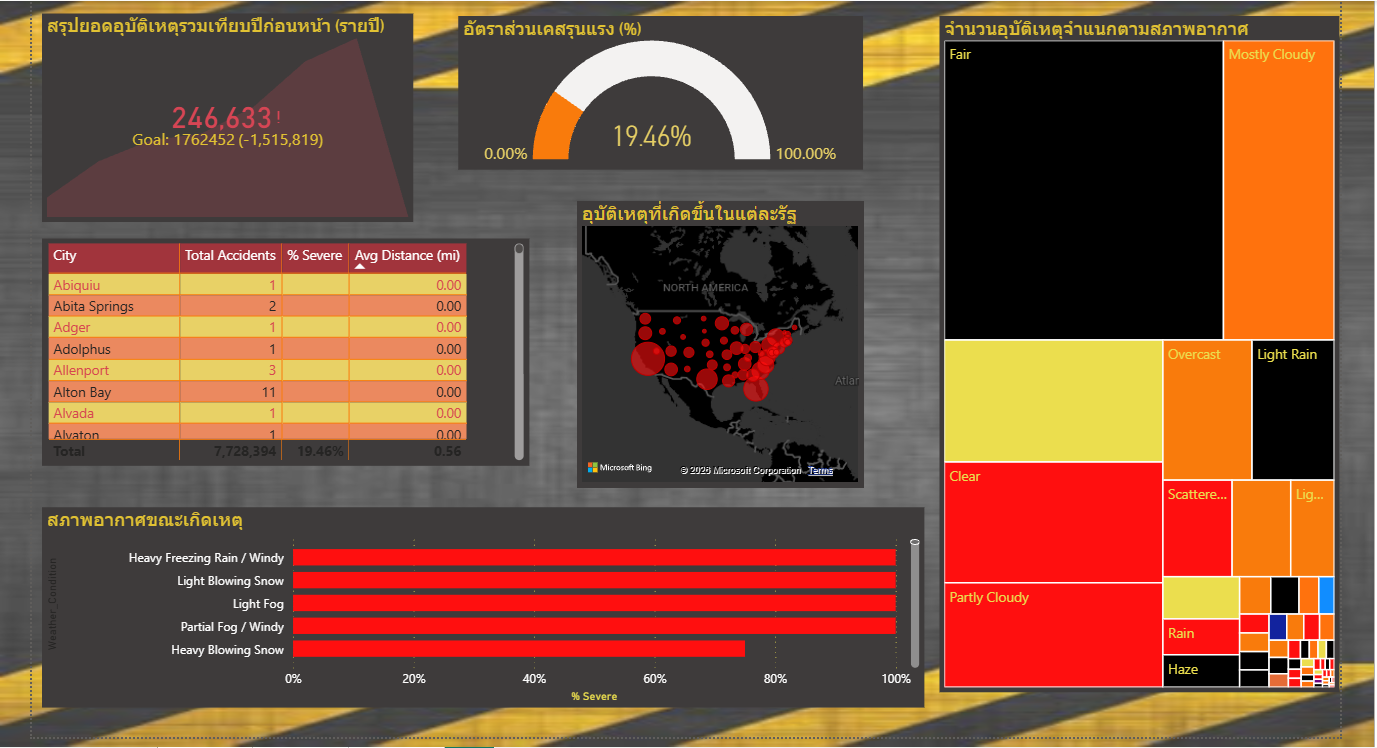 สรุปยอดอุบัติเหตุรวมเทียบปีก่อนหน้า (รายปี)
246,633!
Goal: 1762452 (-1,515,819)
อัตราส่วนเคสรุนแรง (%)
19.46%
0.00%
100.00%
จำนวนอุบัติเหตุจำแนกตามสภาพอากาศ
Fair
Mostly Cloudy
Overcast
Light Rain
Clear
Scattere...
Lig...
Partly Cloudy
Rain
Haze
City Total Accidents % Severe Avg Distance (mi)
Abiquiu 1 0.00
Abita Springs 2 0.00
Adger 1 0.00
Adolphus 1 0.00
Allenport 3 0.00
Alton Bay 11 0.00
Alvada 1 0.00
Alvaton 1 0.00
Total 7,728,394 19.46% 0.56
อุบัติเหตุที่เกิดขึ้นในแต่ละรัฐ
NORTH AMERICA
Atlar
Microsoft Bing
© 2026 Microsoft Corporation Terms
สภาพอากาศขณะเกิดเหตุ
Weather_Condition
Heavy Freezing Rain / Windy
Light Blowing Snow
Light Fog
Partial Fog / Windy
Heavy Blowing Snow
0% 20% 40% 60% 80% 100%
% Severe